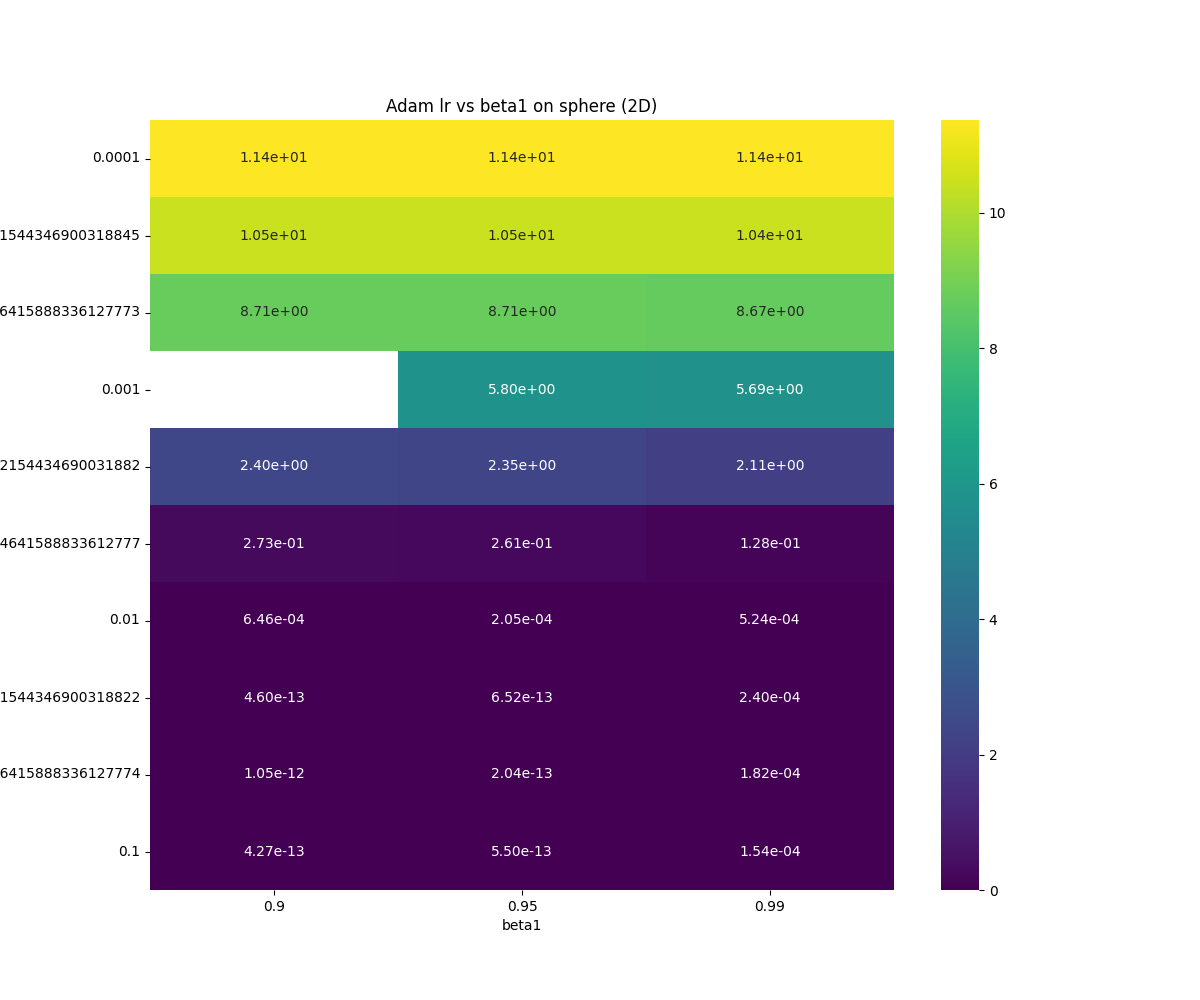 Adam lr vs beta1 on sphere (2D)
0.0001 1.14e+01 1.14e+01 1.14e+01
1544346900318845 1.05e+01 1.05e+01 1.04e+01
10
6415888336127773 8.71e+00 8.71e+00 8.67e+00
8
0.001 5.80e+00 5.69e+00
2154434690031882 2.40e+00 2.35e+00 2.11e+00
6
4641588833612777 2.73e-01 2.61e-01 1.28e-01
0.01 6.46e-04 2.05e-04 5.24e-04
4
1544346900318822 4.60e-13 6.52e-13 2.40e-04
2
6415888336127774 1.05e-12 2.04e-13 1.82e-04
0.1 4.27e-13 5.50e-13 1.54e-04
0
0.9 0.95 0.99
beta1